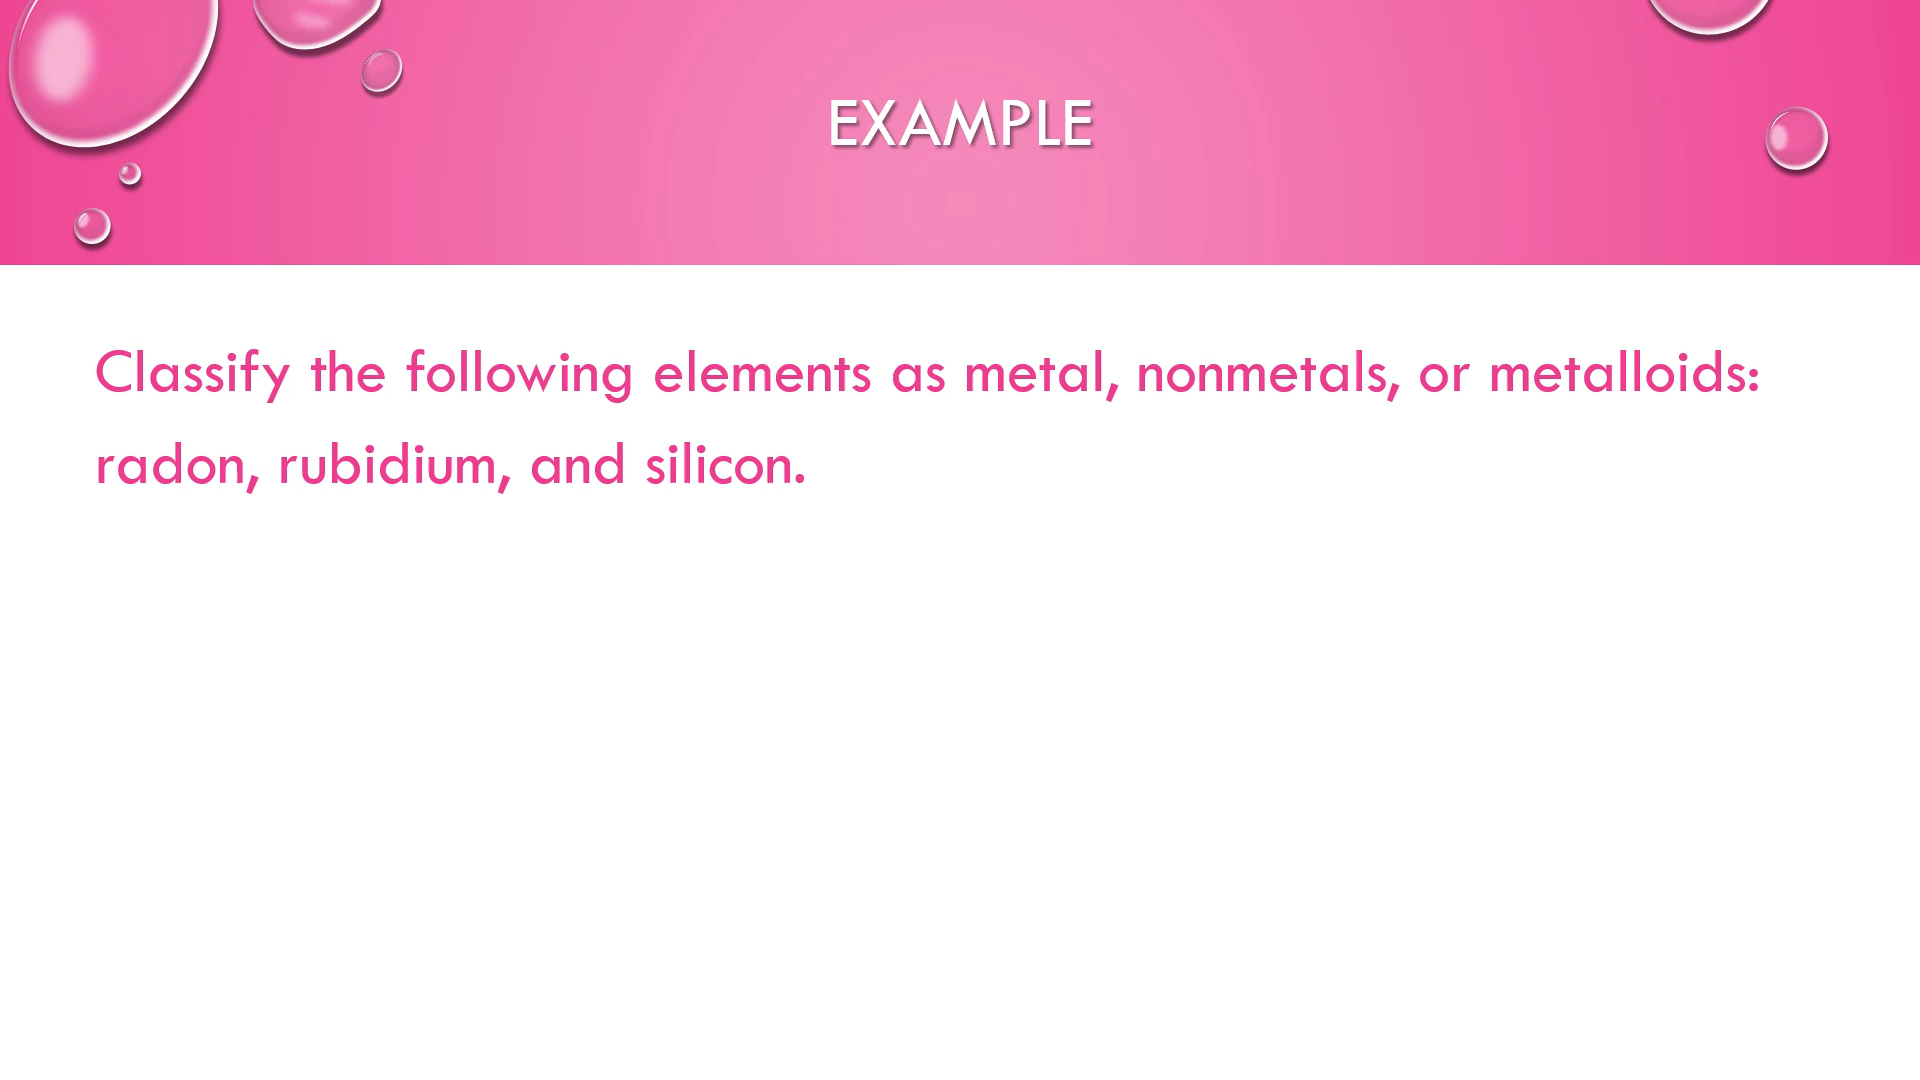 EXAMPLE
Classify the following elements as metal, nonmetals, or metalloids:
radon, rubidium, and silicon.